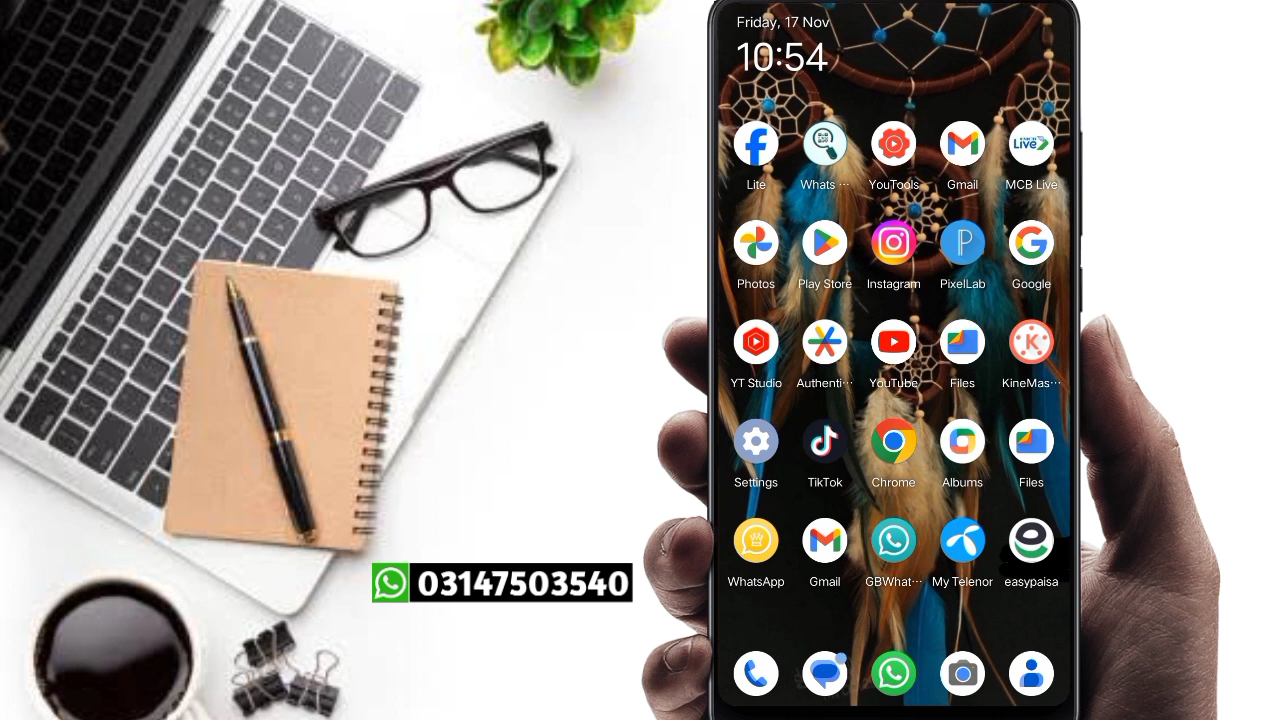 Friday, 17 Nov
10:54
Lite
Whats ···
YouTools
Gmail
MCB Live
Photos
Play Store
Instagram
PixelLab
Google
YT Studio
Authenti···
YouTube
Files
KineMas···
Settings
TikTok
Chrome
Albums
Files
WhatsApp
Gmail
GBWhat···
My Telenor
easypaisa
03147503540